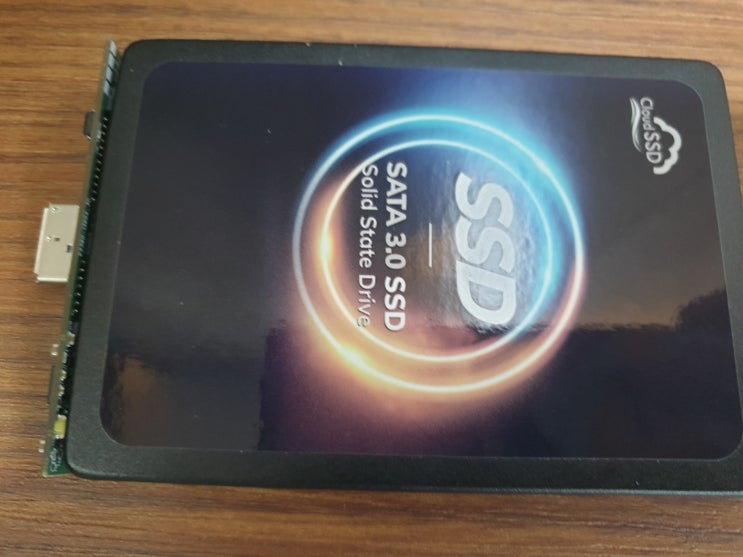 CloudSSD
SSD
SATA 3.0 SSD
Solid State Drive